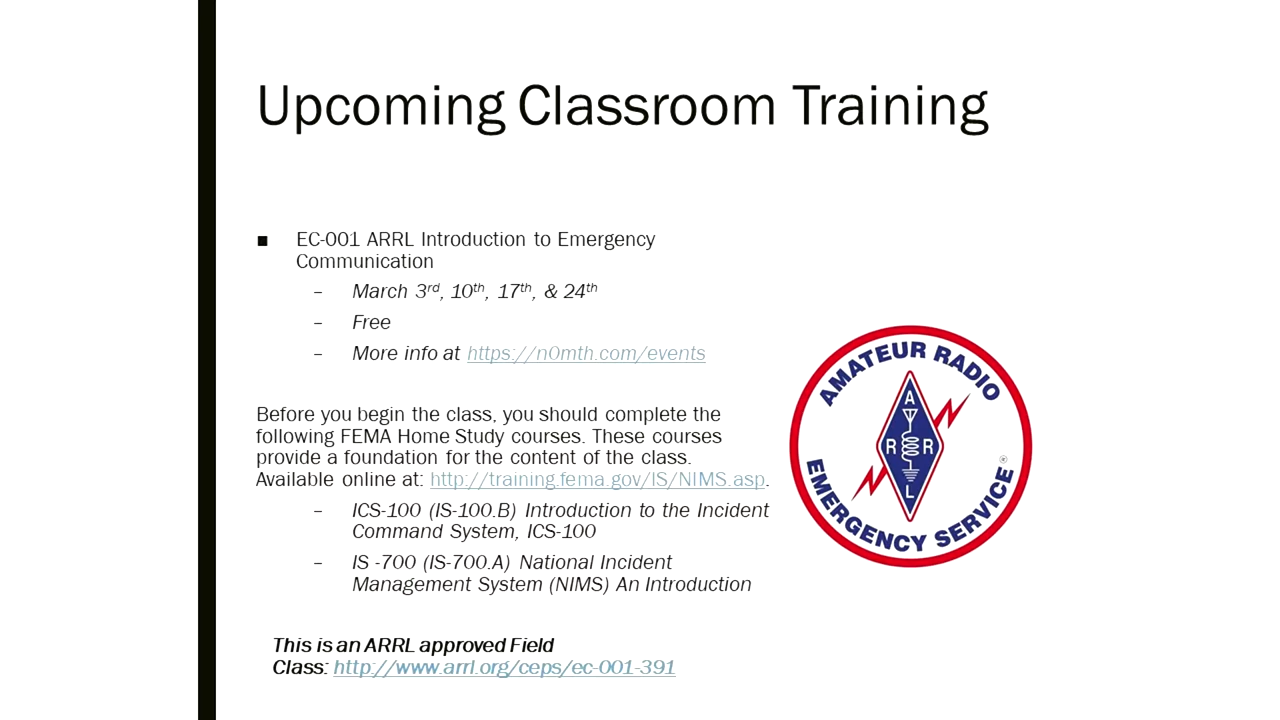 Upcoming Classroom Training
■ EC-001 ARRL Introduction to Emergency
Communication
– March 3rd, 10th, 17th, & 24th
– Free
– More info at https://n0mth.com/events
Before you begin the class, you should complete the
following FEMA Home Study courses. These courses
provide a foundation for the content of the class.
Available online at: http://training.fema.gov/IS/NIMS.asp.
– ICS-100 (IS-100.B) Introduction to the Incident
Command System, ICS-100
– IS -700 (IS-700.A) National Incident
Management System (NIMS) An Introduction
This is an ARRL approved Field
Class: http://www.arrl.org/ceps/ec-001-391
AMATEUR RADIO
A
R R
L
EMERGENCY SERVICE ®